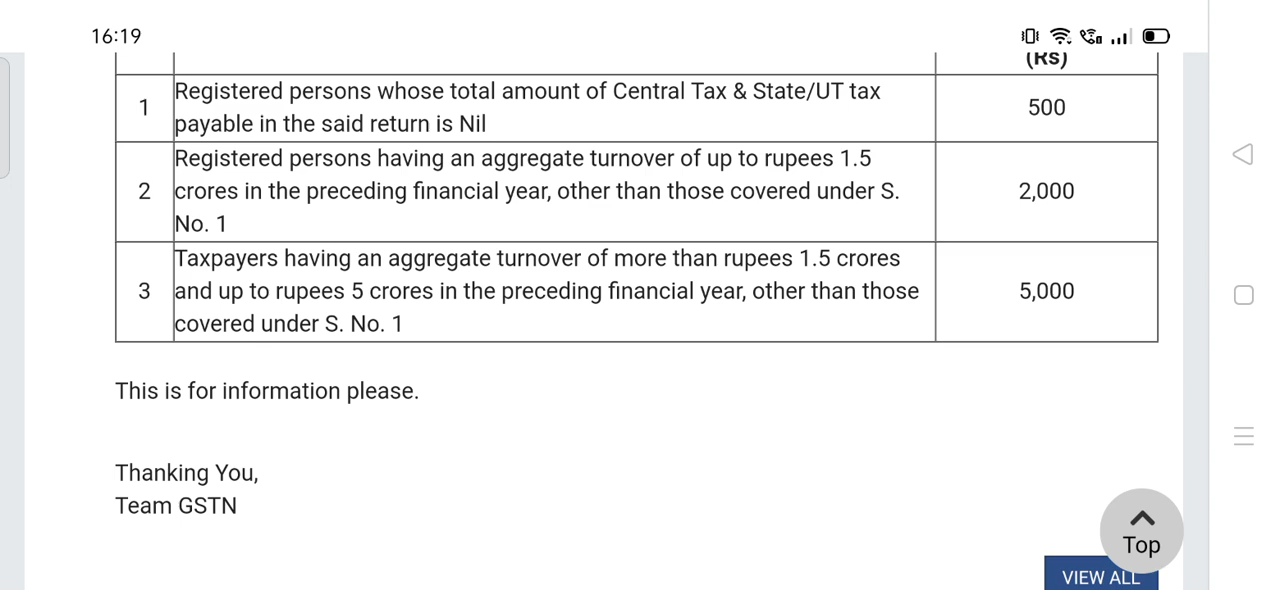 16:19
(Rs)
1
Registered persons whose total amount of Central Tax & State/UT tax
payable in the said return is Nil
500
2
Registered persons having an aggregate turnover of up to rupees 1.5
crores in the preceding financial year, other than those covered under S.
No. 1
2,000
3
Taxpayers having an aggregate turnover of more than rupees 1.5 crores
and up to rupees 5 crores in the preceding financial year, other than those
covered under S. No. 1
5,000
This is for information please.
Thanking You,
Team GSTN
Top
VIEW ALL